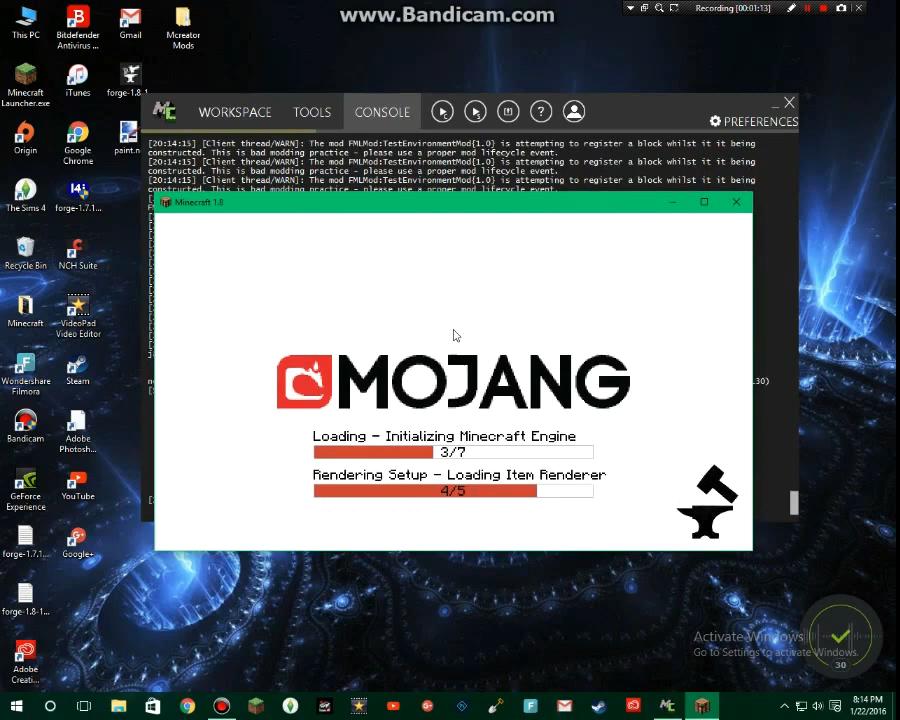 www.Bandicam.com
Recording [00:01:13]
This PC
Bitdefender
Antivirus ...
Gmail
Mcreator
Mods
Minecraft
Launcher.exe
iTunes
forge-1.8-1...
WORKSPACE TOOLS CONSOLE
PREFERENCES
[20:14:15] [Client thread/WARN]: The mod FMLMod:TestEnvironmentMod{1.0} is attempting to register a block whilst it it being
constructed. This is bad modding practice - please use a proper mod lifecycle event.
[20:14:15] [Client thread/WARN]: The mod FMLMod:TestEnvironmentMod{1.0} is attempting to register a block whilst it it being
constructed. This is bad modding practice - please use a proper mod lifecycle event.
[20:14:15] [Client thread/WARN]: The mod FMLMod:TestEnvironmentMod{1.0} is attempting to register a block whilst it it being
constructed. This is bad modding practice - please use a proper mod lifecycle event.
Origin
Google
Chrome
paint.n...
The Sims 4
forge-1.7.1...
Minecraft 1.8
Recycle Bin
NCH Suite
Minecraft
VideoPad
Video Editor
MOJANG
Wondershare
Filmora
Steam
.30)
Loading - Initializing Minecraft Engine
3/7
Rendering Setup - Loading Item Renderer
4/5
Bandicam
Adobe
Photosh...
GeForce
Experience
YouTube
forge-1.7.1...
Google+
forge-1.8-1...
Activate Windows
Go to Settings to activate Windows.
30
Adobe
Creati...
8:14 PM
1/22/2016